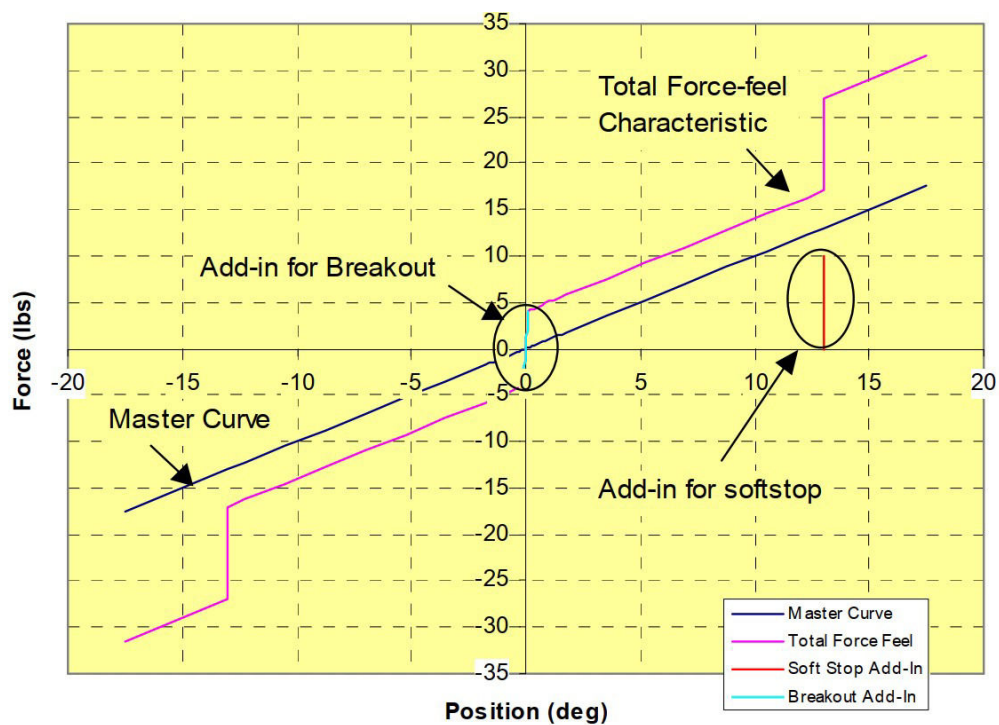 35
30
25
20
15
10
5
0
-5
-10
-15
-20
-25
-30
-35
-20
-15
-10
-5
0
5
10
15
20
Force (lbs)
Position (deg)
Total Force-feel
Characteristic
Add-in for Breakout
Master Curve
Add-in for softstop
Master Curve
Total Force Feel
Soft Stop Add-In
Breakout Add-In